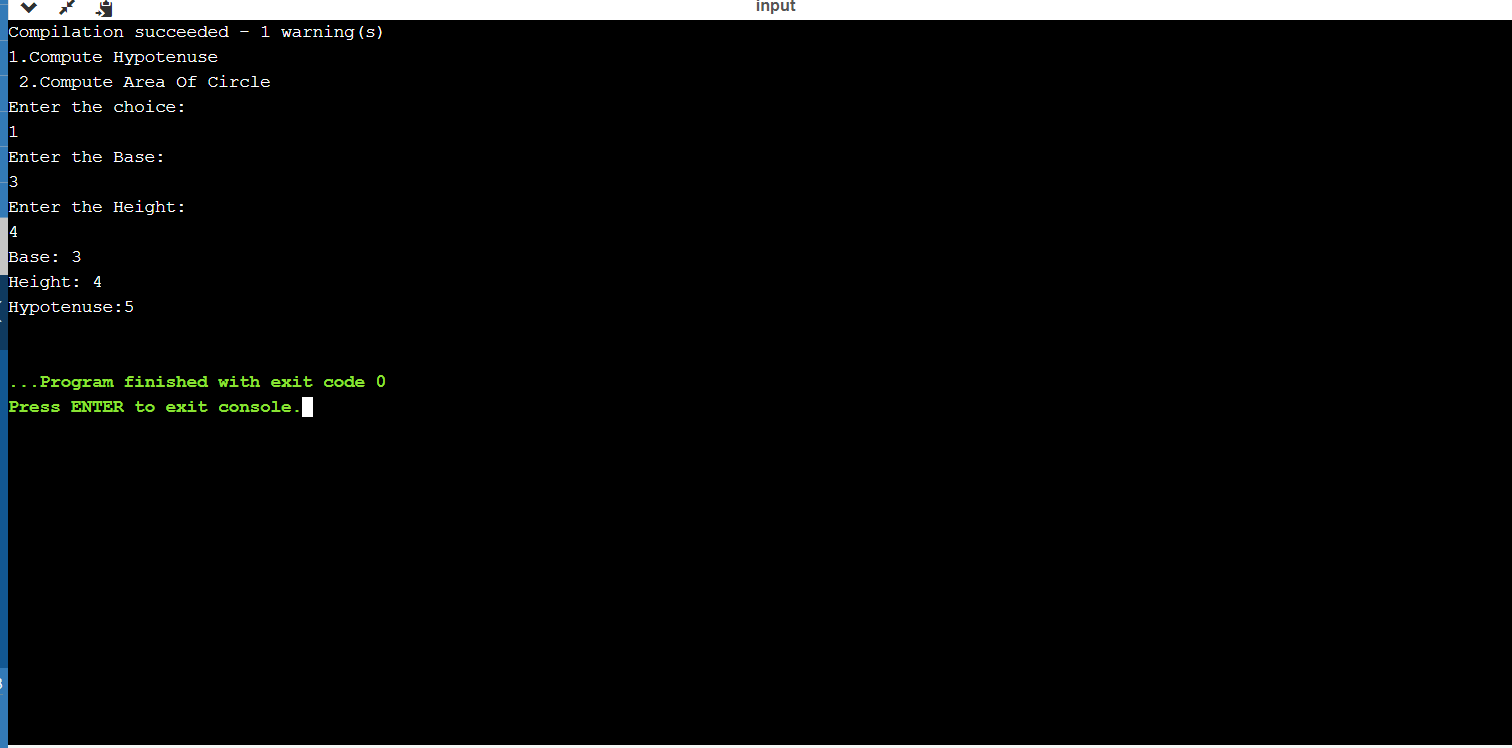 input
Compilation succeeded - 1 warning(s)
1.Compute Hypotenuse
 2.Compute Area Of Circle
Enter the choice:
1
Enter the Base:
3
Enter the Height:
4
Base: 3
Height: 4
Hypotenuse:5
...Program finished with exit code 0
Press ENTER to exit console.